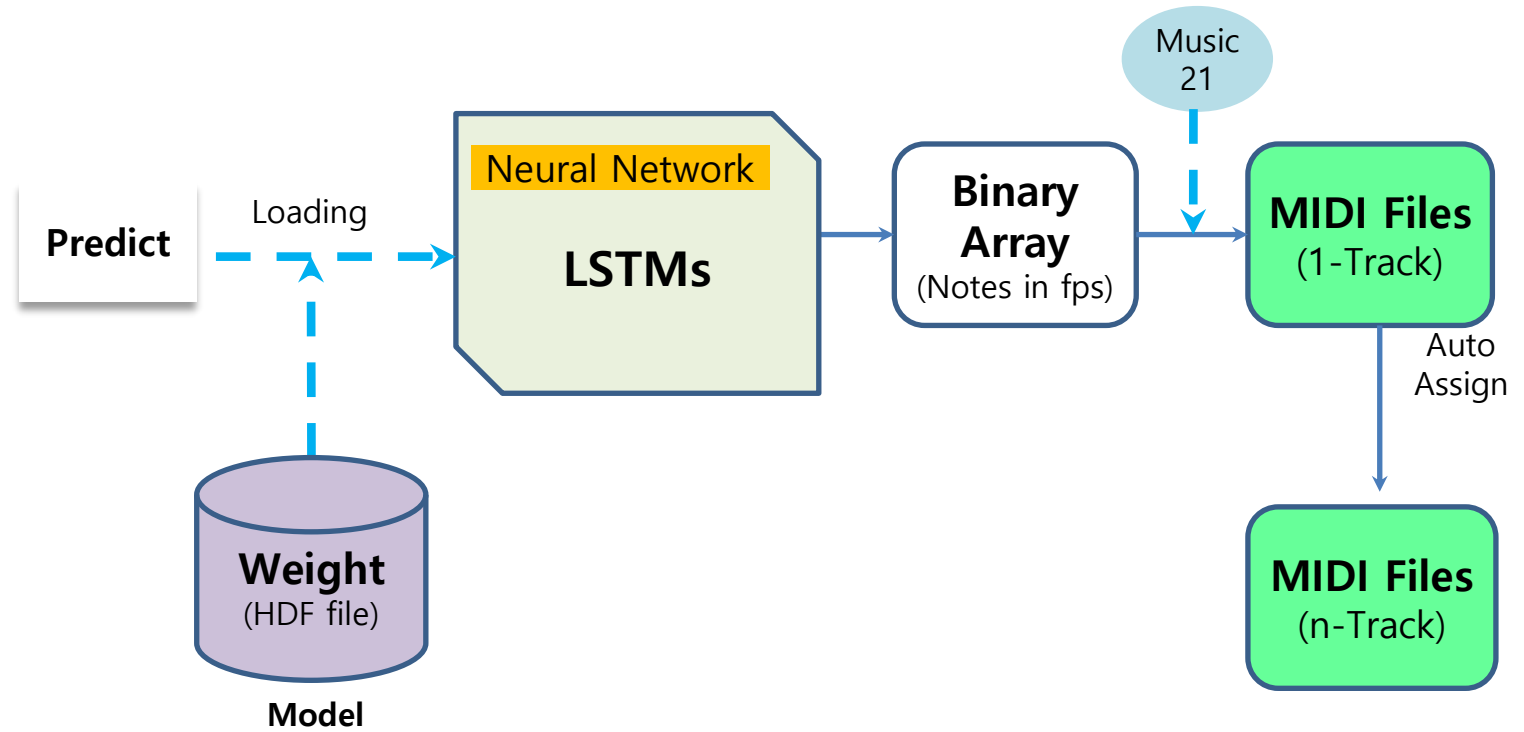 Music
21
Neural Network
LSTMs
Predict
Loading
Binary
Array
(Notes in fps)
MIDI Files
(1-Track)
Auto
Assign
Weight
(HDF file)
Model
MIDI Files
(n-Track)